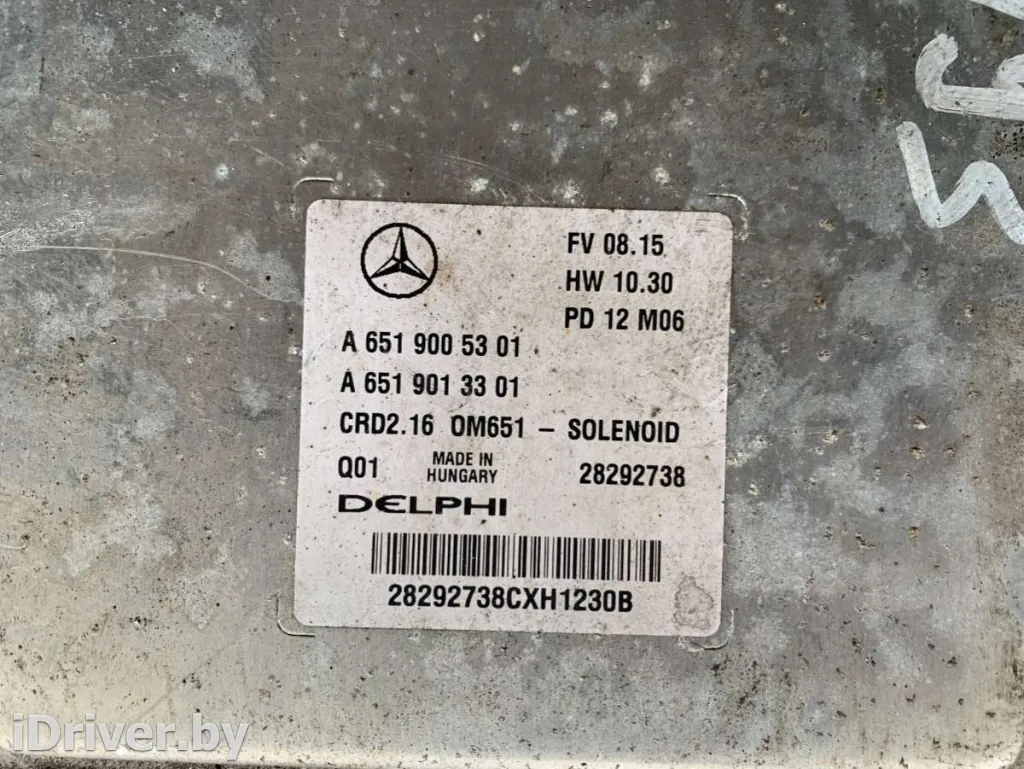 FV 08.15
HW 10.30
PD 12 M06
A 651 900 53 01
A 651 901 33 01
CRD2.16 OM651 – SOLENOID
Q01 MADE IN HUNGARY 28292738
DELPHI
28292738CXH1230B
iDriver.by